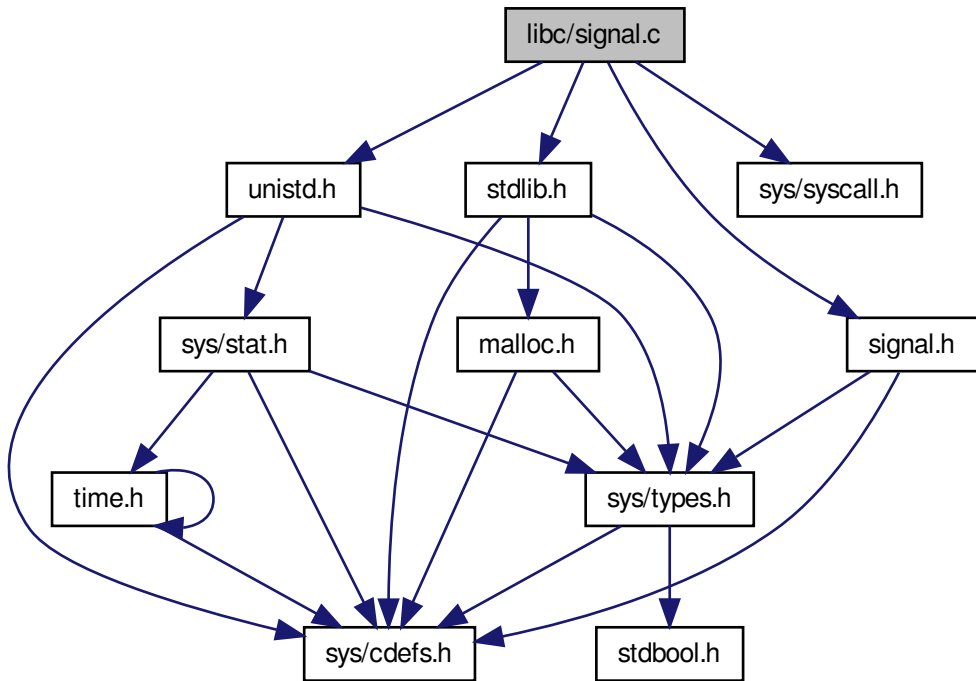 libc/signal.c
unistd.h
stdlib.h
sys/syscall.h
sys/stat.h
malloc.h
signal.h
time.h
sys/types.h
sys/cdefs.h
stdbool.h